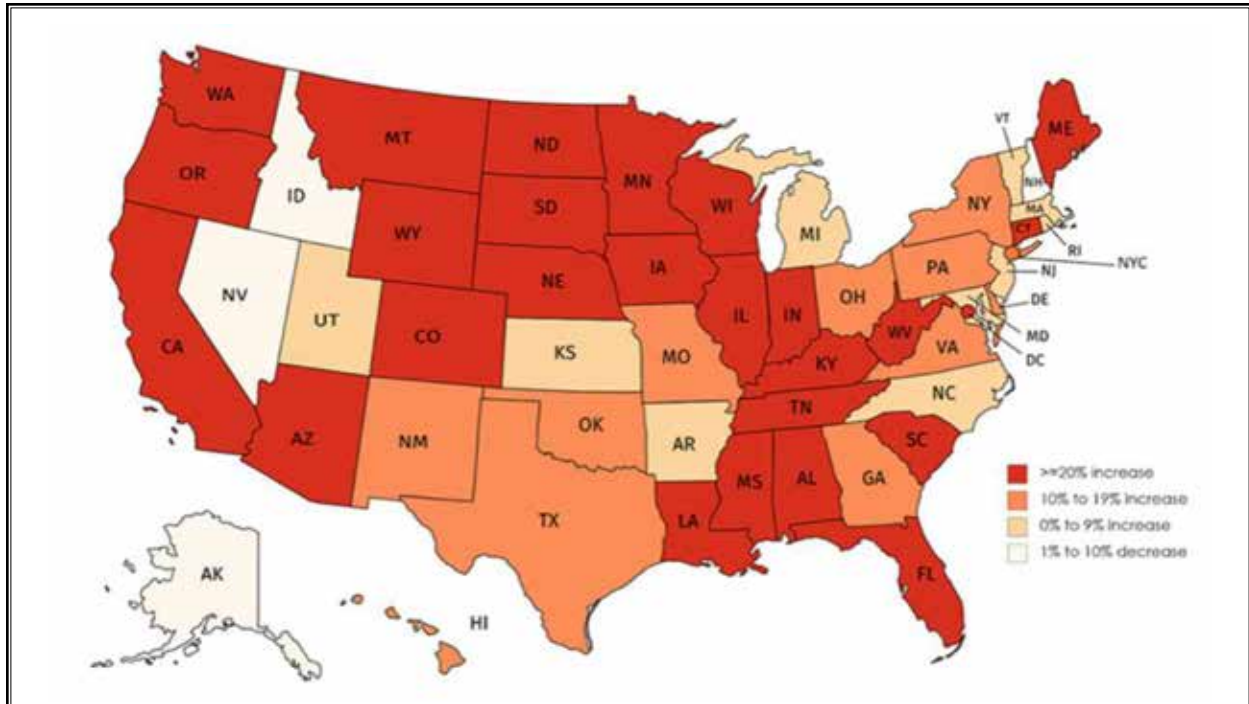 WA
MT
ND
MN
VT
ME
OR
ID
SD
WI
NH
WY
MI
NY
MA
CT
RI
NYC
NE
IA
PA
NJ
NV
UT
CO
IL
IN
OH
DE
CA
KS
MO
WV
MD
VA
DC
KY
NC
TN
AZ
NM
OK
AR
SC
MS
AL
GA
>=20% increase
10% to 19% increase
TX
LA
0% to 9% increase
1% to 10% decrease
AK
FL
HI